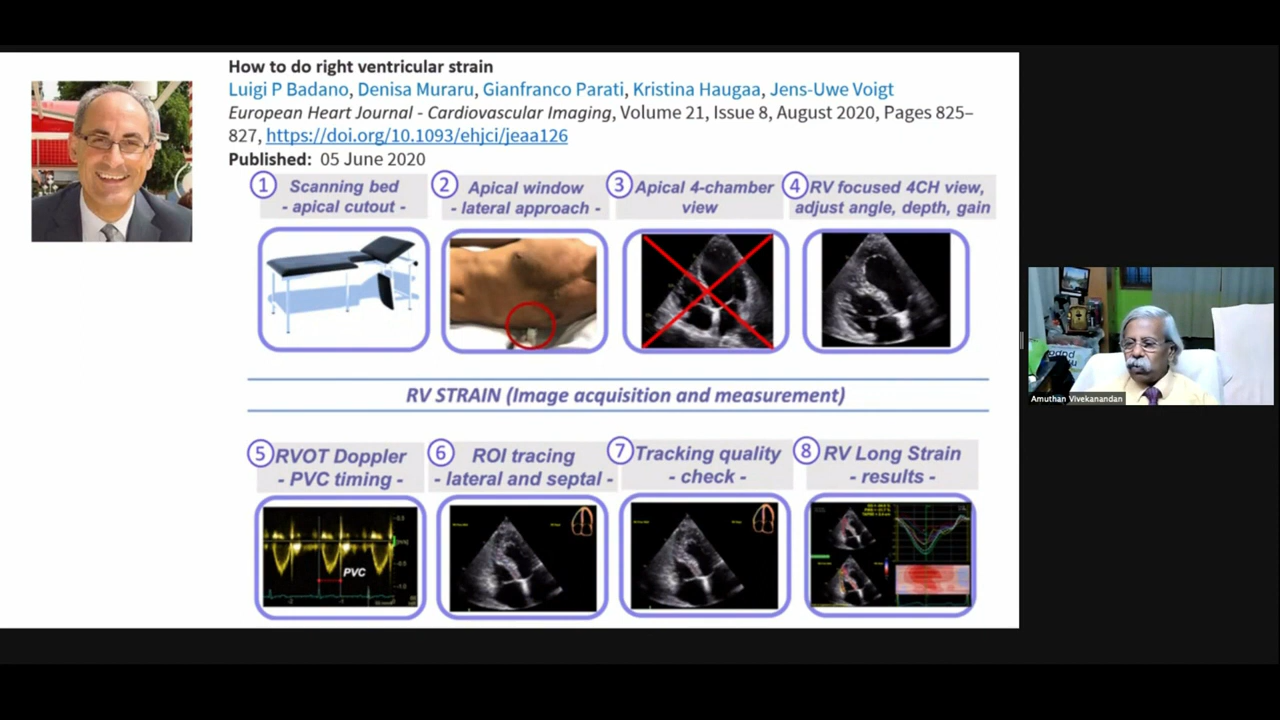 How to do right ventricular strain
Luigi P Badano, Denisa Muraru, Gianfranco Parati, Kristina Haugaa, Jens-Uwe Voigt
European Heart Journal - Cardiovascular Imaging, Volume 21, Issue 8, August 2020, Pages 825–
827, https://doi.org/10.1093/ehjci/jeaa126
Published: 05 June 2020
1 Scanning bed
- apical cutout -
2 Apical window
- lateral approach -
3 Apical 4-chamber
view
4 RV focused 4CH view,
adjust angle, depth, gain
Amuthan Vivekanandan
RV STRAIN (Image acquisition and measurement)
5 RVOT Doppler
- PVC timing -
6 ROI tracing
- lateral and septal -
7 Tracking quality
- check -
8 RV Long Strain
- results -
PVC